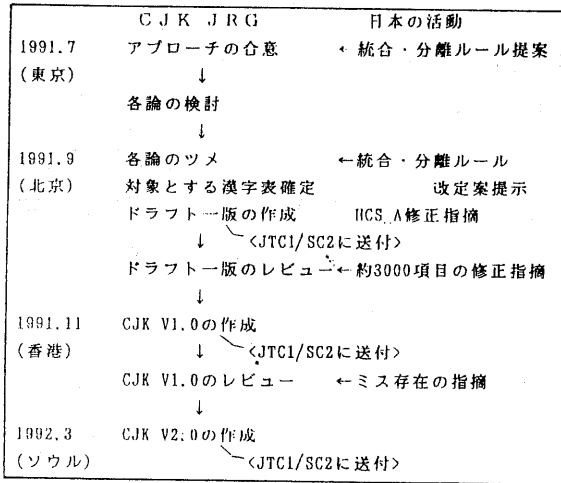 CJK JRG 日本の活動
1991.7 アプローチの合意 ← 統合・分離ルール提案
(東京) ↓
各論の検討
↓
1991.9 各論のツメ ←統合・分離ルール
(北京) 対象とする漢字表確定 改定案提示
ドラフト一版の作成 HCS.A修正指摘
↓ <JTC1/SC2に送付>
ドラフト一版のレビュー← 約3000項目の修正指摘
↓
1991.11 CJK V1.0の作成
(香港) ↓ <JTC1/SC2に送付>
CJK V1.0のレビュー ←ミス存在の指摘
↓
1992.3 CJK V2.0の作成
(ソウル) <JTC1/SC2に送付>